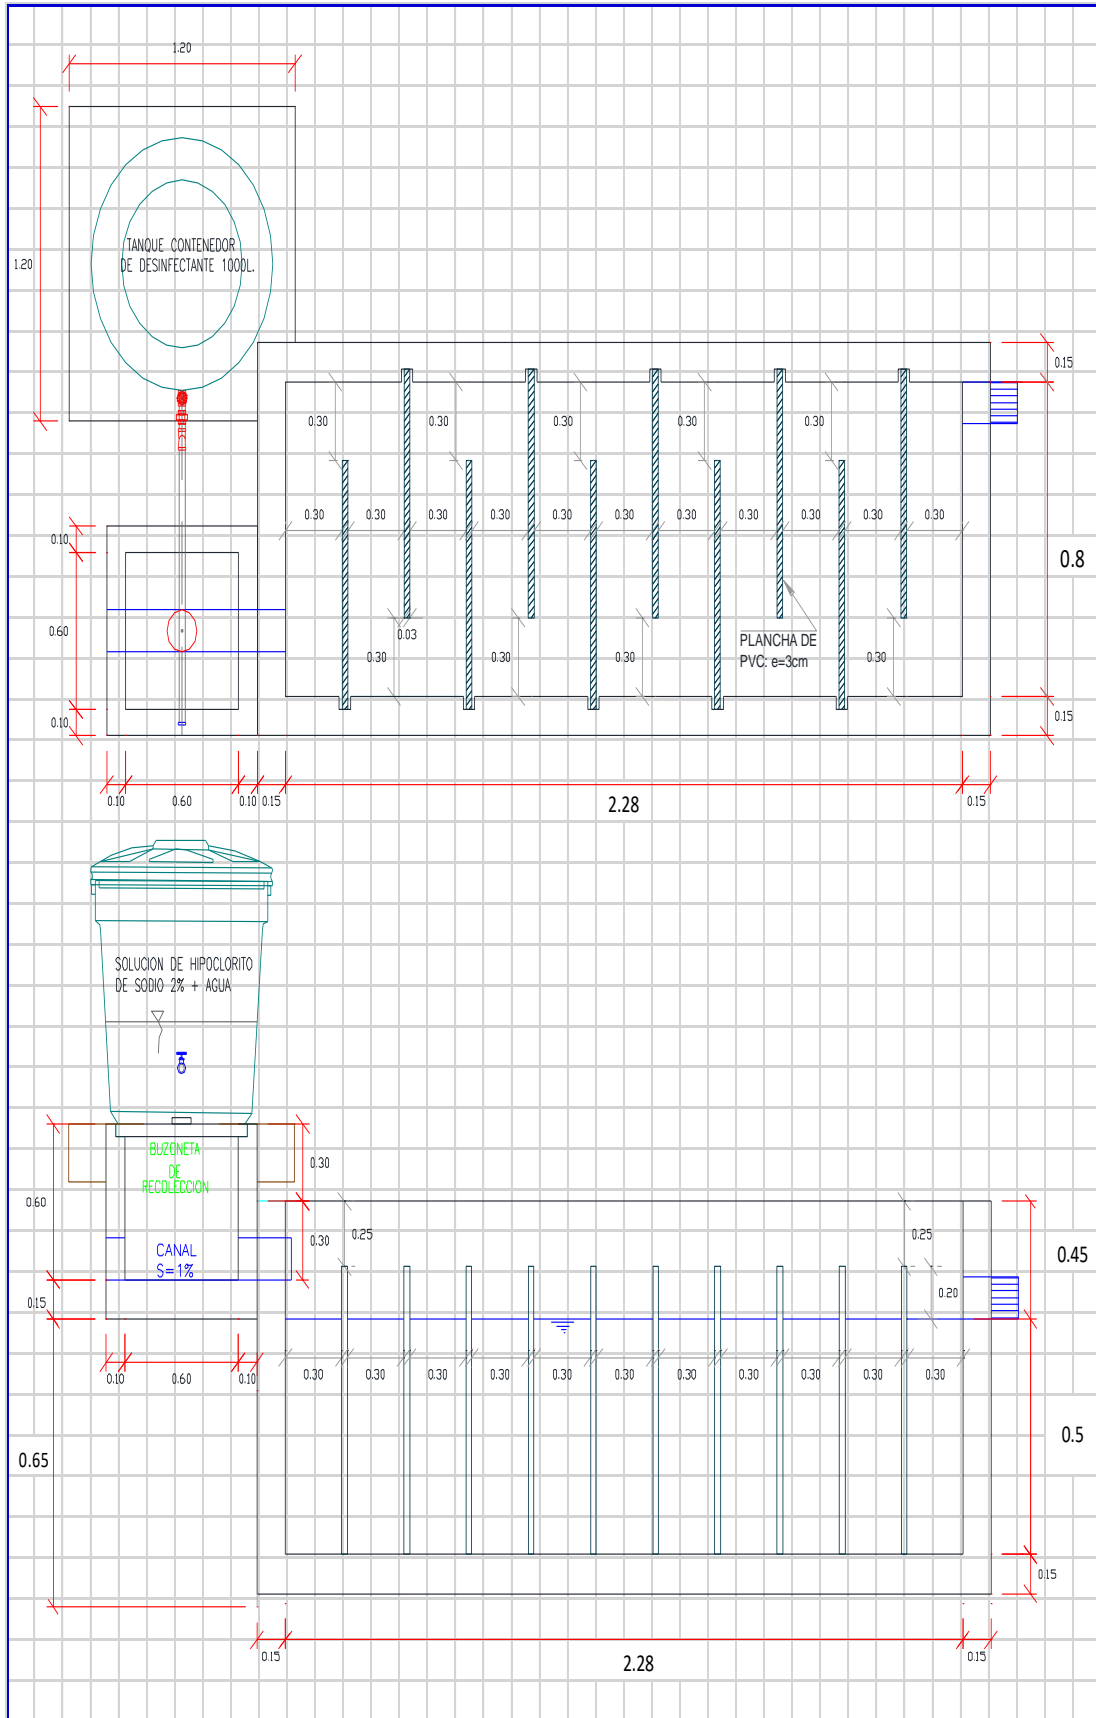 1.20
1.20
TANQUE CONTENEDOR
DE DESINFECTANTE 1000L.
0.15
0.30 0.30 0.30 0.30 0.30
0.30 0.30 0.30 0.30 0.30 0.30 0.30 0.30 0.30 0.30 0.30
0.10
0.8
0.60
0.03
0.30 0.30 0.30 0.30
PLANCHA DE
PVC: e=3cm
0.10
0.15
0.10 0.60 0.10 0.15 2.28 0.15
SOLUCION DE HIPOCLORITO
DE SODIO 2% + AGUA
BUZONETA
DE
RECOLECCION
0.30
0.60
0.30
0.25 0.25
0.45
CANAL
S=1%
0.20
0.15
0.10 0.60 0.10
0.30 0.30 0.30 0.30 0.30 0.30 0.30 0.30 0.30 0.30 0.30
0.5
0.65
0.15
0.15 2.28 0.15